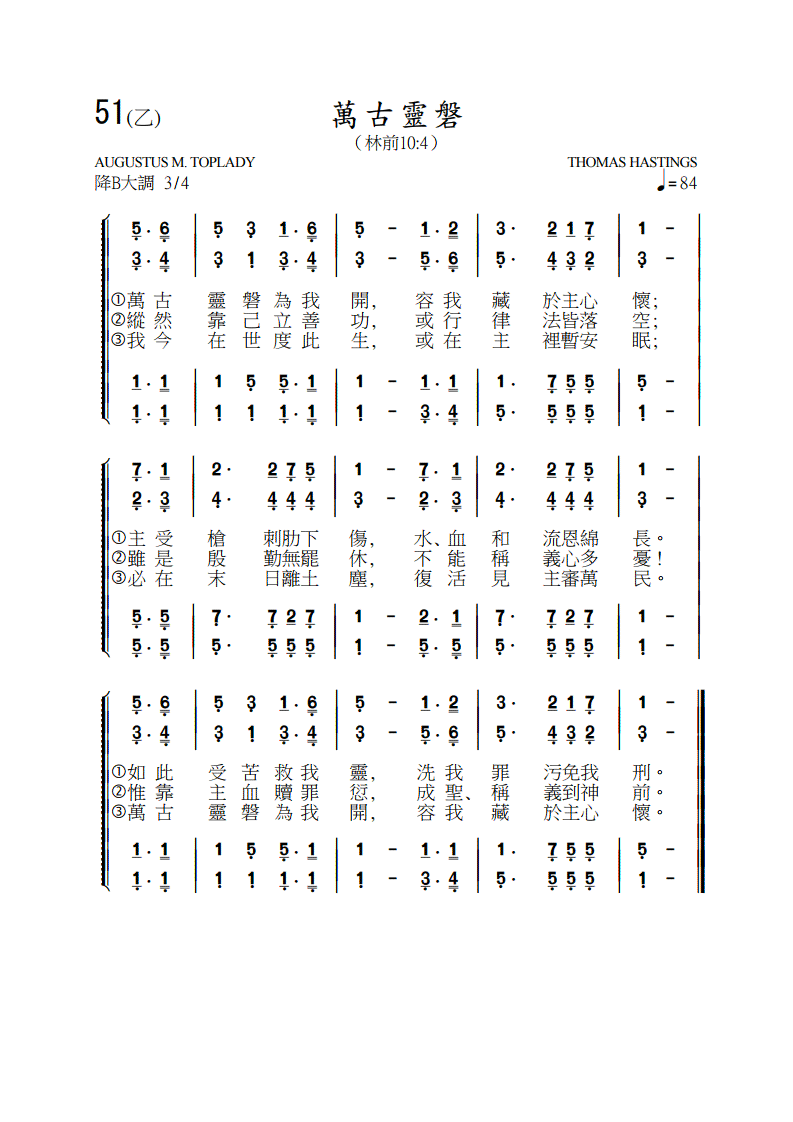 51(乙) 萬古靈磐
（林前10:4）
AUGUSTUS M. TOPLADY THOMAS HASTINGS
降B大調 3/4 ♩=84
5. 6 | 5 3 1. 6 | 5 - 1. 2 | 3· 2 1 7 | 1 - |
3. 4 | 3 1 3. 4 | 3 - 5. 6 | 5· 4 3 2 | 3 - |
①萬古 靈磐為我 開, 容我 藏 於主心 懷;
②縱然 靠己立善 功, 或行 律 法皆落 空;
③我今 在世度此 生, 或在 主 裡暫安 眠;
1. 1 | 1 5 5. 1 | 1 - 1. 1 | 1· 7 5 5 | 5 - |
1. 1 | 1 1 1. 1 | 1 - 3. 4 | 5· 5 5 5 | 1 - |
7. 1 | 2· 2 7 5 | 1 - 7. 1 | 2· 2 7 5 | 1 - |
2. 3 | 4· 4 4 4 | 3 - 2. 3 | 4· 4 4 4 | 3 - |
①主受 槍 刺肋下 傷, 水、血 和 流恩綿 長。
②雖是 殷 勤無罷 休, 不能 稱 義心多 憂!
③必在 末 日離土 塵, 復活 見 主審萬 民。
5. 5 | 7· 7 2 7 | 1 - 2. 1 | 7· 7 2 7 | 1 - |
5. 5 | 5· 5 5 5 | 1 - 5. 5 | 5· 5 5 5 | 1 - |
5. 6 | 5 3 1. 6 | 5 - 1. 2 | 3· 2 1 7 | 1 - ‖
3. 4 | 3 1 3. 4 | 3 - 5. 6 | 5· 4 3 2 | 3 - ‖
①如此 受苦救我 靈, 洗我 罪 污免我 刑。
②惟靠 主血贖罪 愆, 成聖、 稱 義到神 前。
③萬古 靈磐為我 開, 容我 藏 於主心 懷。
1. 1 | 1 5 5. 1 | 1 - 1. 1 | 1· 7 5 5 | 5 - ‖
1. 1 | 1 1 1. 1 | 1 - 3. 4 | 5· 5 5 5 | 1 - ‖